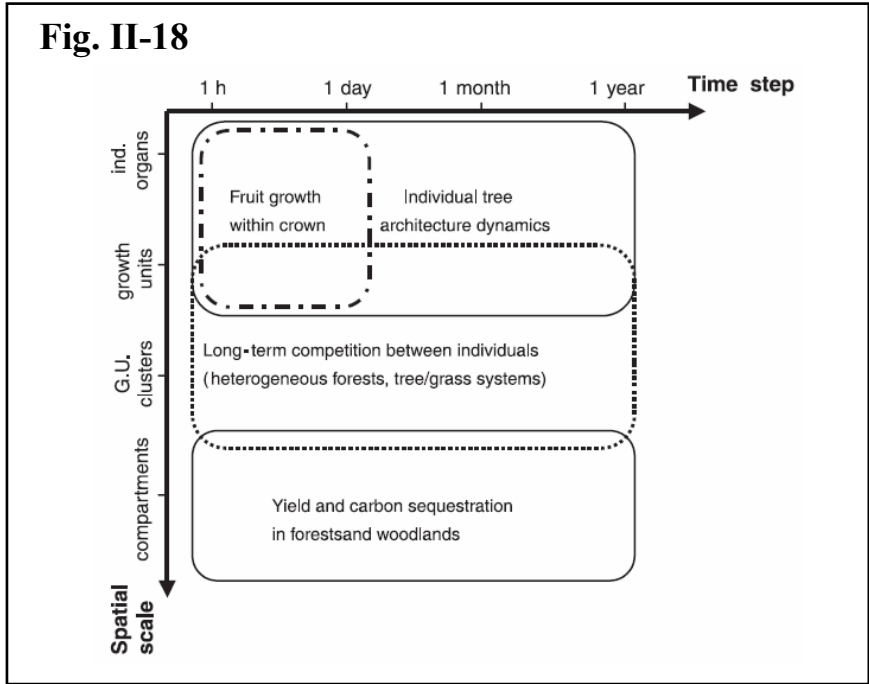 Fig. II-18
1 h 1 day 1 month 1 year Time step
ind.
organs
growth
units
G.U.
clusters
compartments
Spatial
scale
Fruit growth
within crown
Individual tree
architecture dynamics
Long-term competition between individuals
(heterogeneous forests, tree/grass systems)
Yield and carbon sequestration
in forestsand woodlands